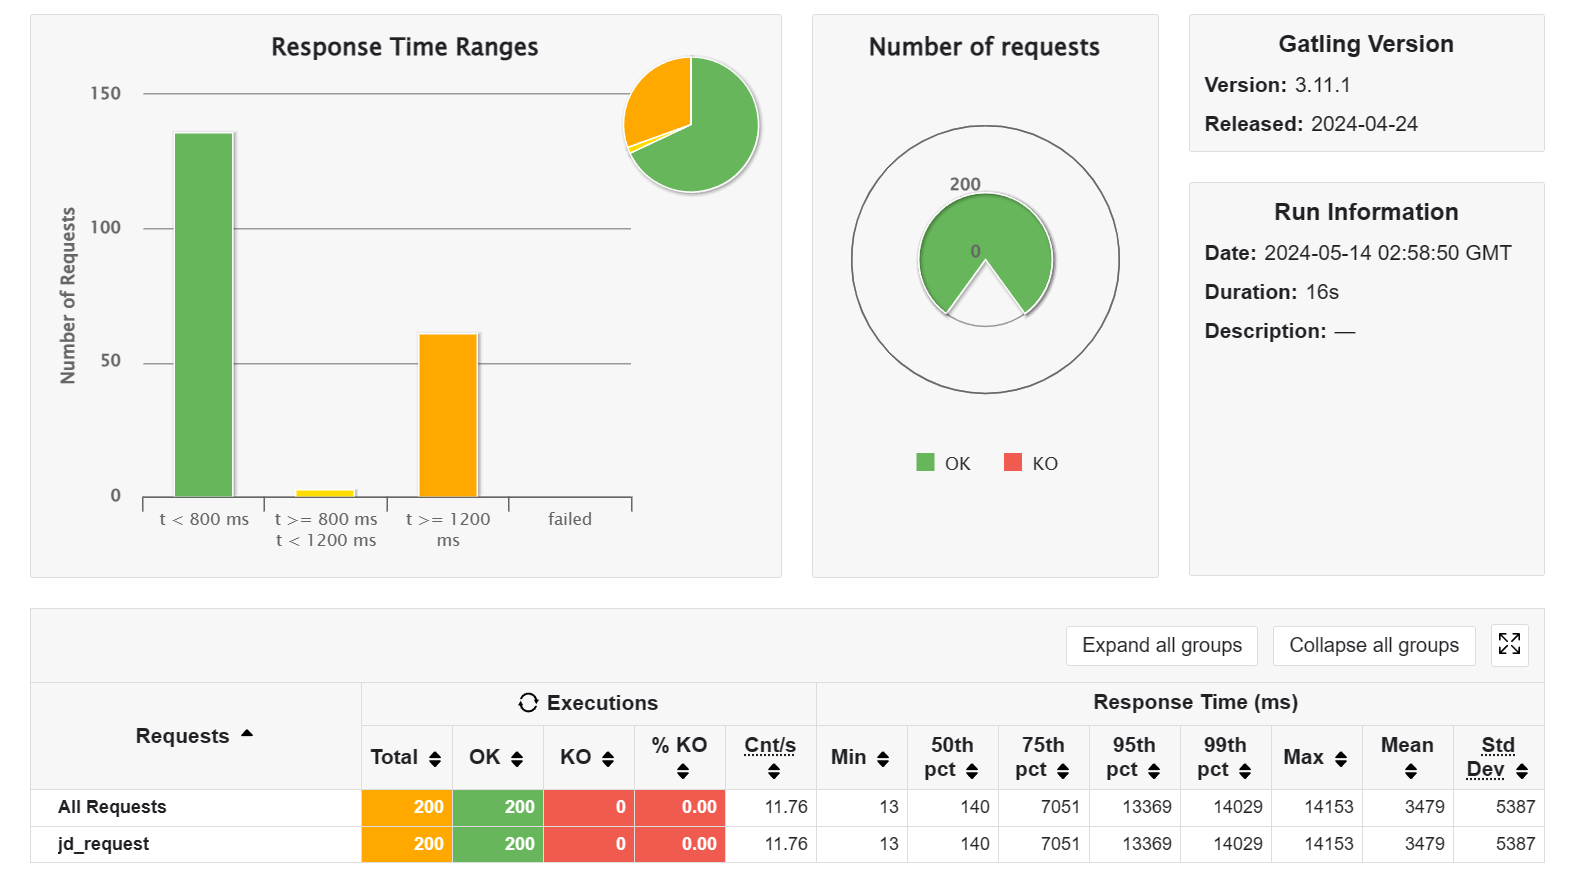 Response Time Ranges
150
100
50
0
Number of Requests
t < 800 ms
t >= 800 ms
t < 1200 ms
t >= 1200
ms
failed
Number of requests
200
0
OK
KO
Gatling Version
Version: 3.11.1
Released: 2024-04-24
Run Information
Date: 2024-05-14 02:58:50 GMT
Duration: 16s
Description: —
Expand all groups
Collapse all groups
Requests
Executions
Response Time (ms)
Total
OK
KO
% KO
Cnt/s
Min
50th
pct
75th
pct
95th
pct
99th
pct
Max
Mean
Std
Dev
All Requests 200 200 0 0.00 11.76 13 140 7051 13369 14029 14153 3479 5387
jd_request 200 200 0 0.00 11.76 13 140 7051 13369 14029 14153 3479 5387